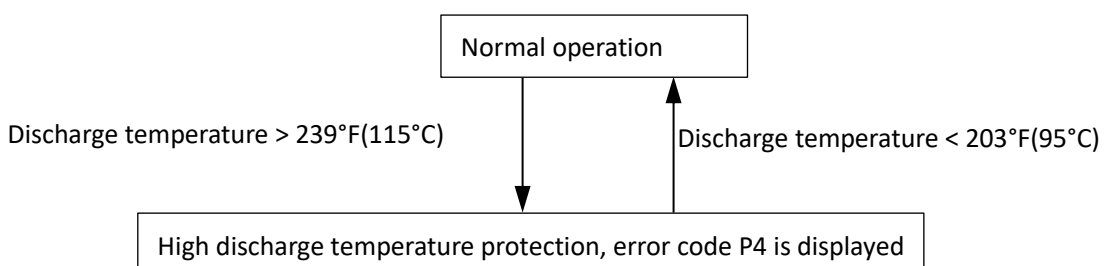 Normal operation
Discharge temperature > 239°F(115°C)
Discharge temperature < 203°F(95°C)
High discharge temperature protection, error code P4 is displayed